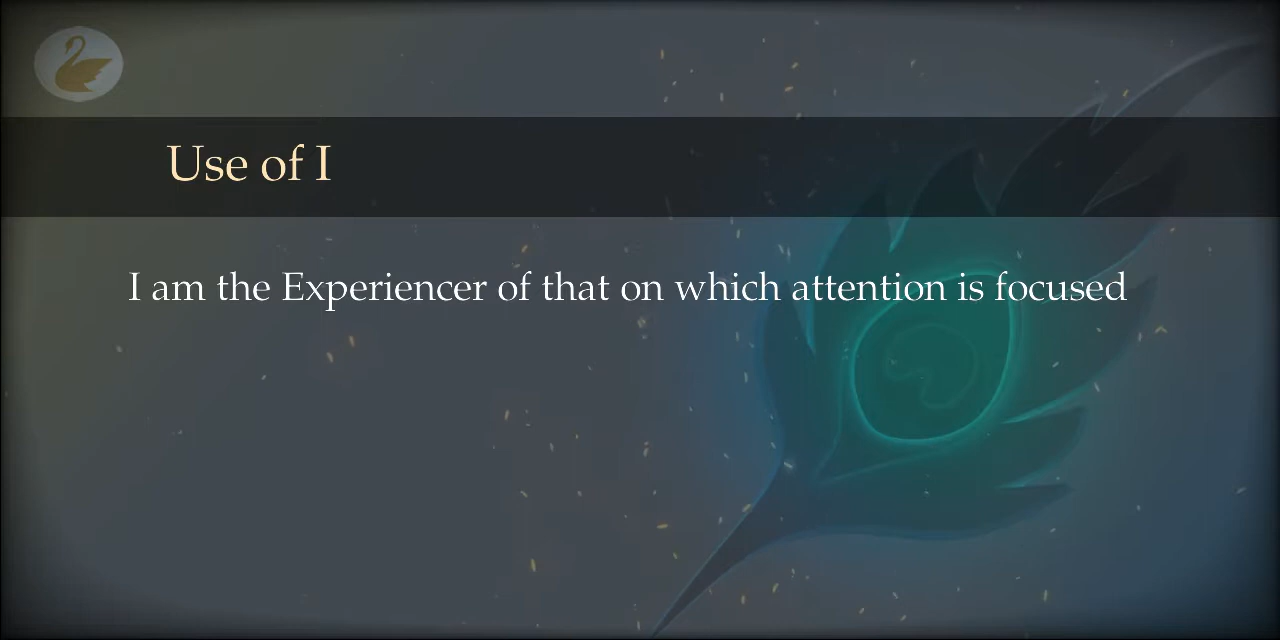 Use of I
I am the Experiencer of that on which attention is focused